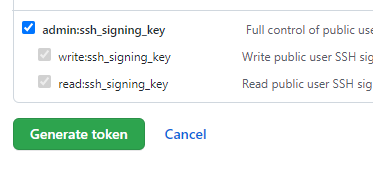 admin:ssh_signing_key Full control of public
write:ssh_signing_key Write public user SSH
read:ssh_signing_key Read public user SSH
Generate token Cancel